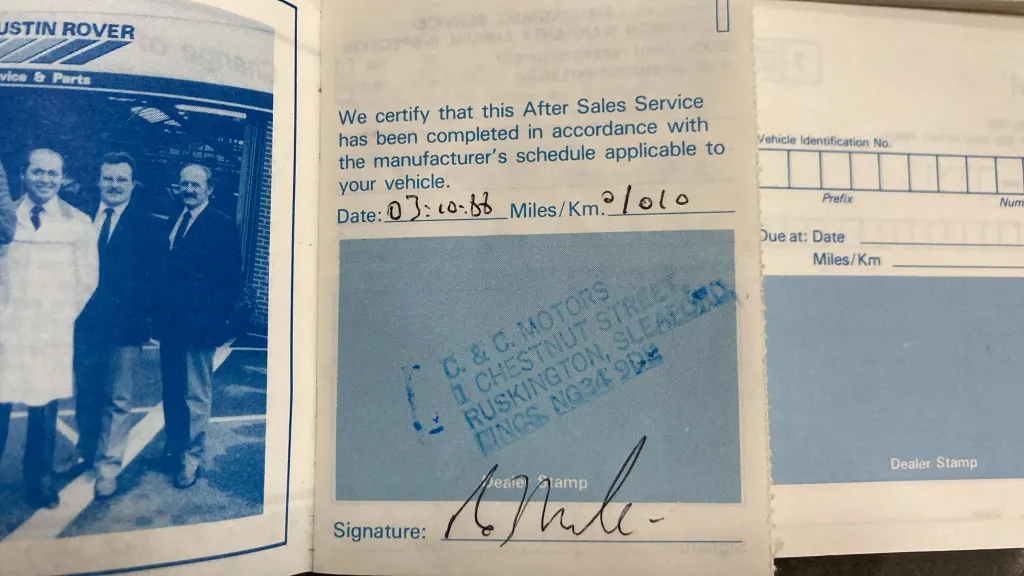 USTIN ROVER
vice & Parts
We certify that this After Sales Service
has been completed in accordance with
the manufacturer's schedule applicable to
your vehicle.
Date: 03-10-88 Miles/Km.
C. & C. MOTORS
1 CHESTNUT STREET,
RUSKINGTON, SLEAFORD
LINCS NG34 9DL
Dealer Stamp
Signature:
Vehicle Identification No.
Prefix
Num
Due at: Date
Miles/Km
Dealer Stamp